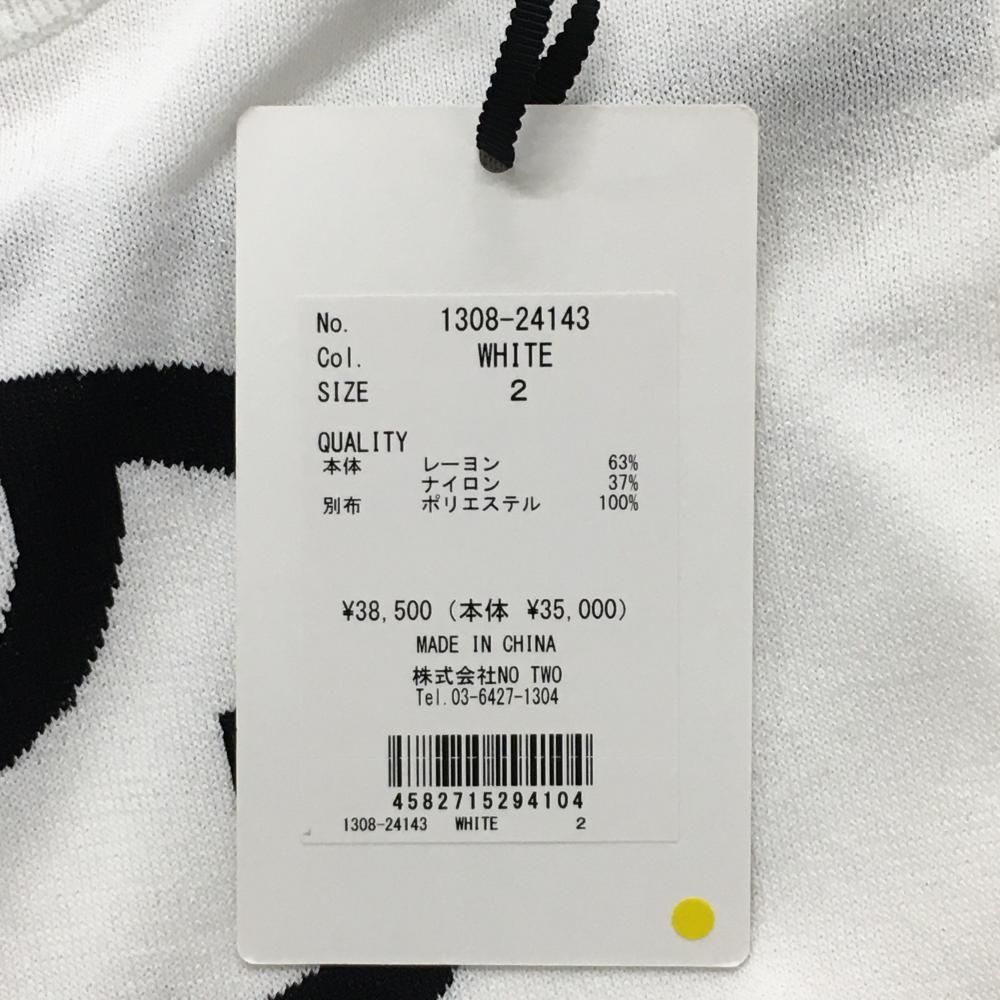 No. 1308-24143
Col. WHITE
SIZE 2
QUALITY
本体 レーヨン 63%
ナイロン 37%
別布 ポリエステル 100%
¥38,500 (本体 ¥35,000)
MADE IN CHINA
株式会社NO TWO
Tel.03-6427-1304
4582715294104
1308-24143 WHITE 2